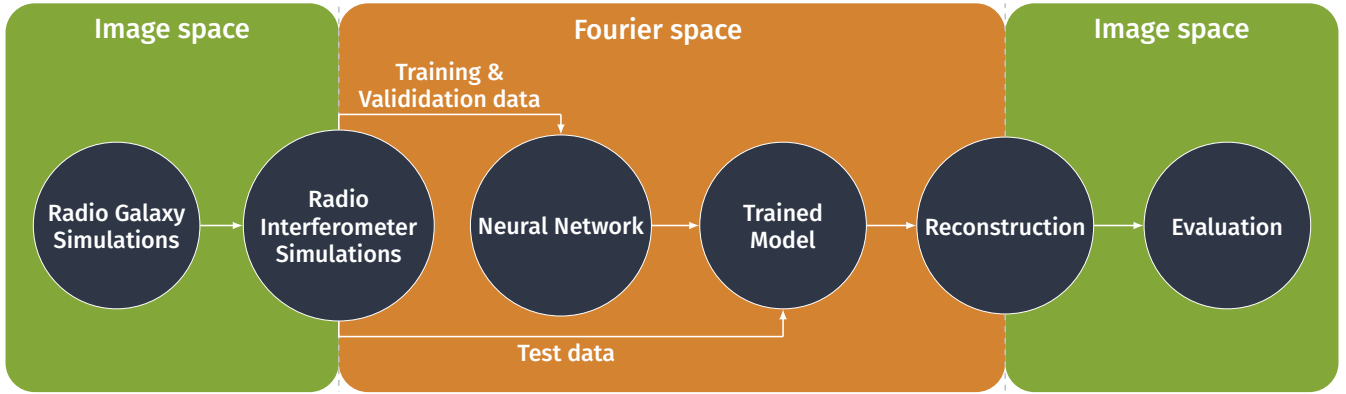 Image space
Fourier space
Image space
Training &
Valididation data
Radio Galaxy
Simulations
Radio
Interferometer
Simulations
Neural Network
Trained
Model
Reconstruction
Evaluation
Test data